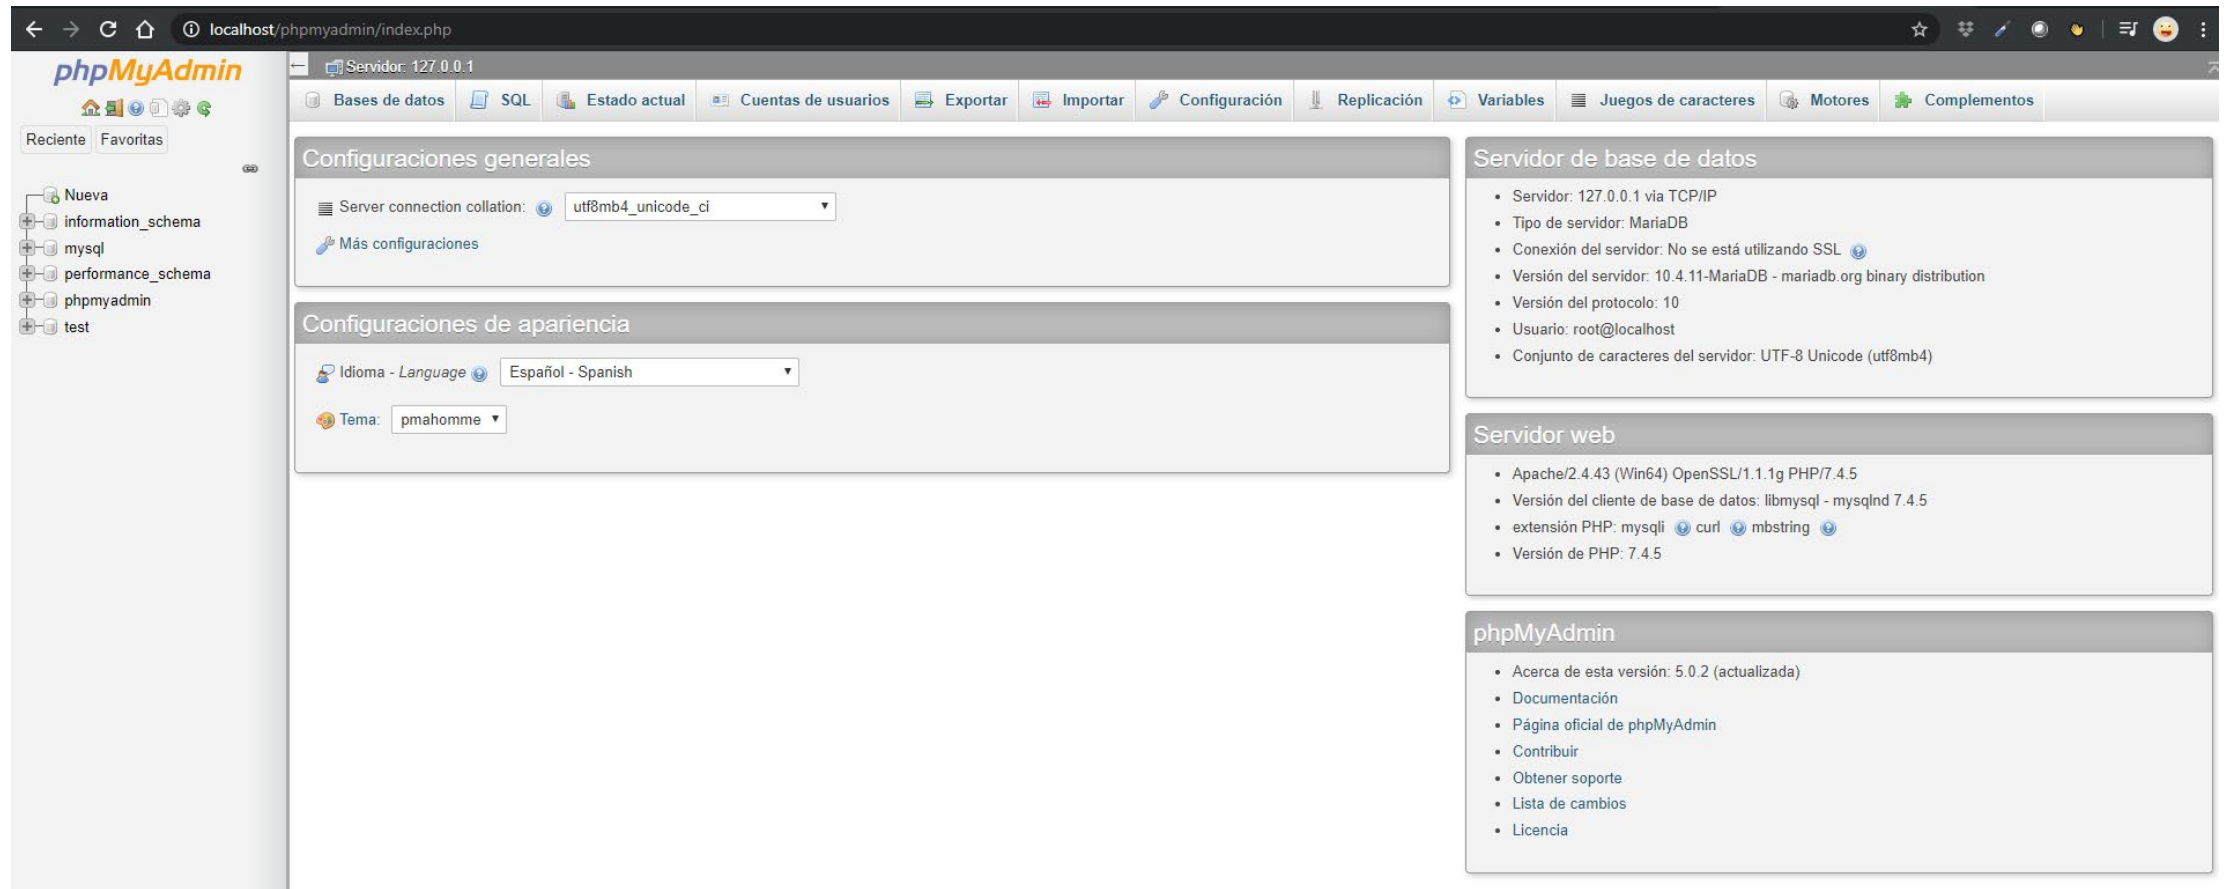 localhost/phpmyadmin/index.php
phpMyAdmin
Reciente Favoritas
Nueva
information_schema
mysql
performance_schema
phpmyadmin
test
Servidor: 127.0.0.1
Bases de datos SQL Estado actual Cuentas de usuarios Exportar Importar Configuración Replicación Variables Juegos de caracteres Motores Complementos
Configuraciones generales
Server connection collation: utf8mb4_unicode_ci
Más configuraciones
Configuraciones de apariencia
Idioma - Language Español - Spanish
Tema: pmahomme
Servidor de base de datos
Servidor: 127.0.0.1 via TCP/IP
Tipo de servidor: MariaDB
Conexión del servidor: No se está utilizando SSL
Versión del servidor: 10.4.11-MariaDB - mariadb.org binary distribution
Versión del protocolo: 10
Usuario: root@localhost
Conjunto de caracteres del servidor: UTF-8 Unicode (utf8mb4)
Servidor web
Apache/2.4.43 (Win64) OpenSSL/1.1.1g PHP/7.4.5
Versión del cliente de base de datos: libmysql - mysqlnd 7.4.5
extensión PHP: mysqli curl mbstring
Versión de PHP: 7.4.5
phpMyAdmin
Acerca de esta versión: 5.0.2 (actualizada)
Documentación
Página oficial de phpMyAdmin
Contribuir
Obtener soporte
Lista de cambios
Licencia